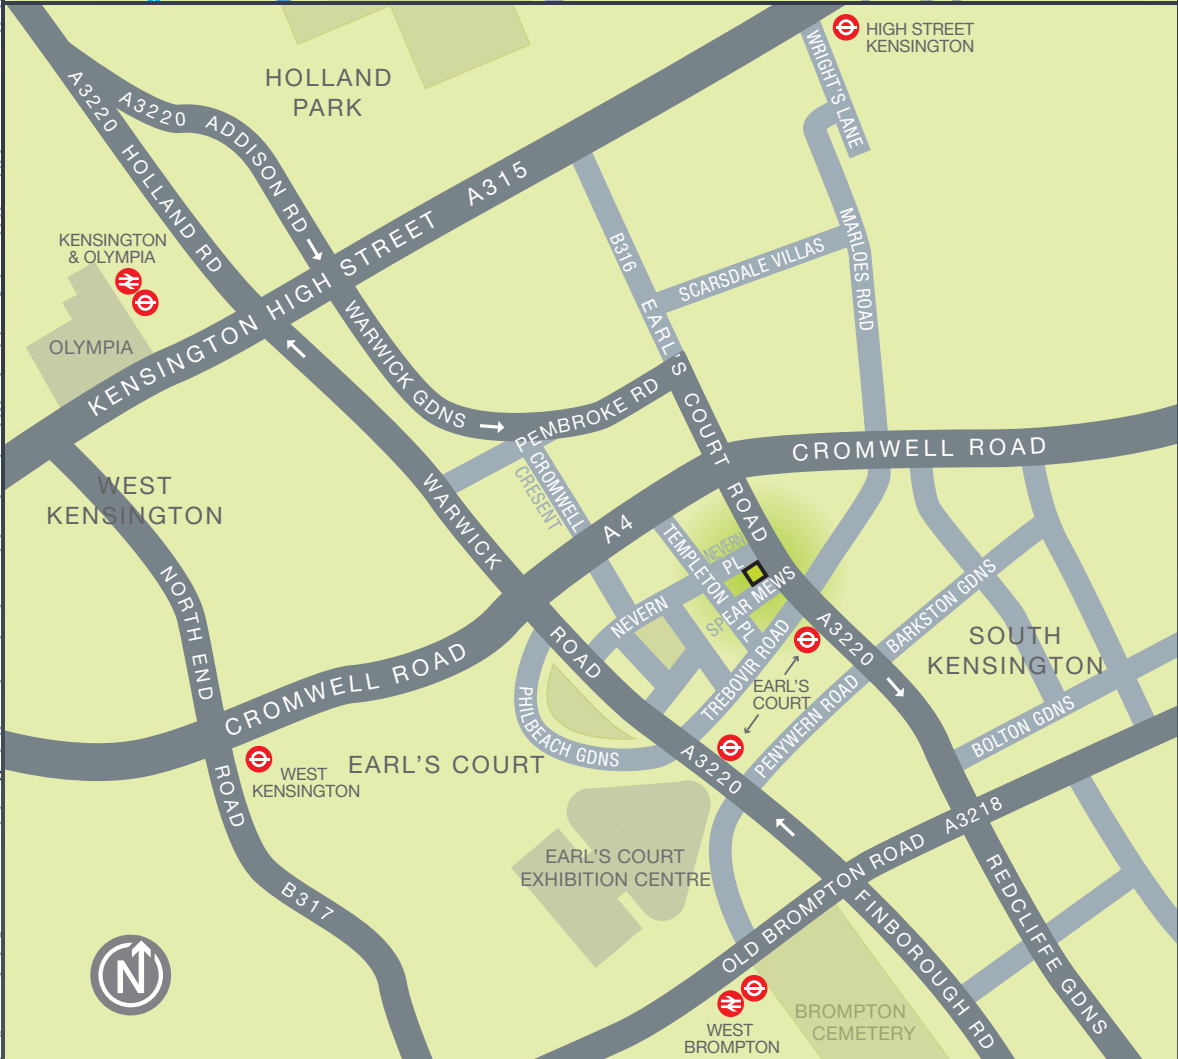 HIGH STREET
KENSINGTON
WRIGHT'S LANE
HOLLAND
PARK
A3220
A3220
ADDISON RD
HOLLAND RD
A315
KENSINGTON HIGH STREET
KENSINGTON
& OLYMPIA
OLYMPIA
B316
SCARSDALE VILLAS
MARLOES ROAD
EARL'S COURT ROAD
WARWICK GDNS
PEMBROKE RD
CROMWELL
CRESENT
CROMWELL ROAD
WEST
KENSINGTON
WARWICK ROAD
A4
TEMPLETON PL
NEVERN
PL
SPEAR MEWS
NEVERN
NORTH END ROAD
BARKSTON GDNS
SOUTH
KENSINGTON
A3220
TREBOVIR ROAD
EARL'S
COURT
PENYWERN ROAD
CROMWELL ROAD
PHILBEACH GDNS
BOLTON GDNS
A3220
WEST
KENSINGTON
EARL'S COURT
EARL'S COURT
EXHIBITION CENTRE
OLD BROMPTON ROAD
A3218
B317
FINBOROUGH RD
REDCLIFFE GDNS
N
WEST
BROMPTON
BROMPTON
CEMETERY